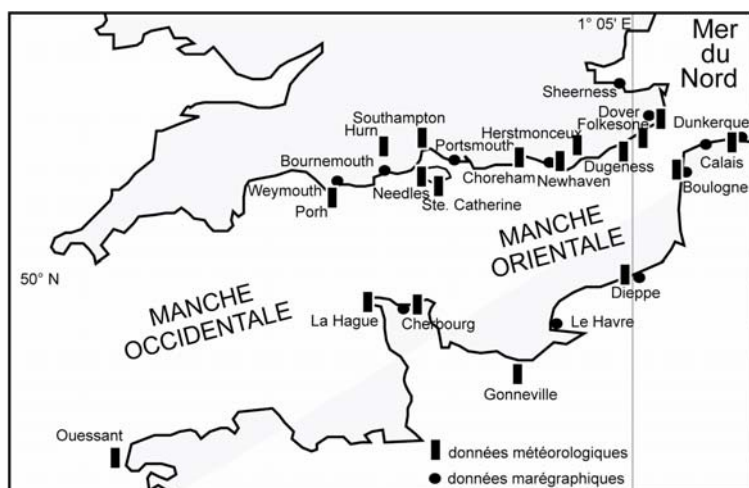 1° 05' E
Mer
du
Nord
Sheerness
Southampton
Dover
Hurn
Herstmonceux
Folkesone
Dunkerque
Portsmouth
Bournemouth
Calais
Choreham
Dugeness
Newhaven
Weymouth
Needles
Boulogne
Porh
Ste. Catherine
MANCHE
ORIENTALE
50° N
Dieppe
MANCHE
OCCIDENTALE
La Hague
Cherbourg
Le Havre
Gonneville
Ouessant
données météorologiques
données marégraphiques